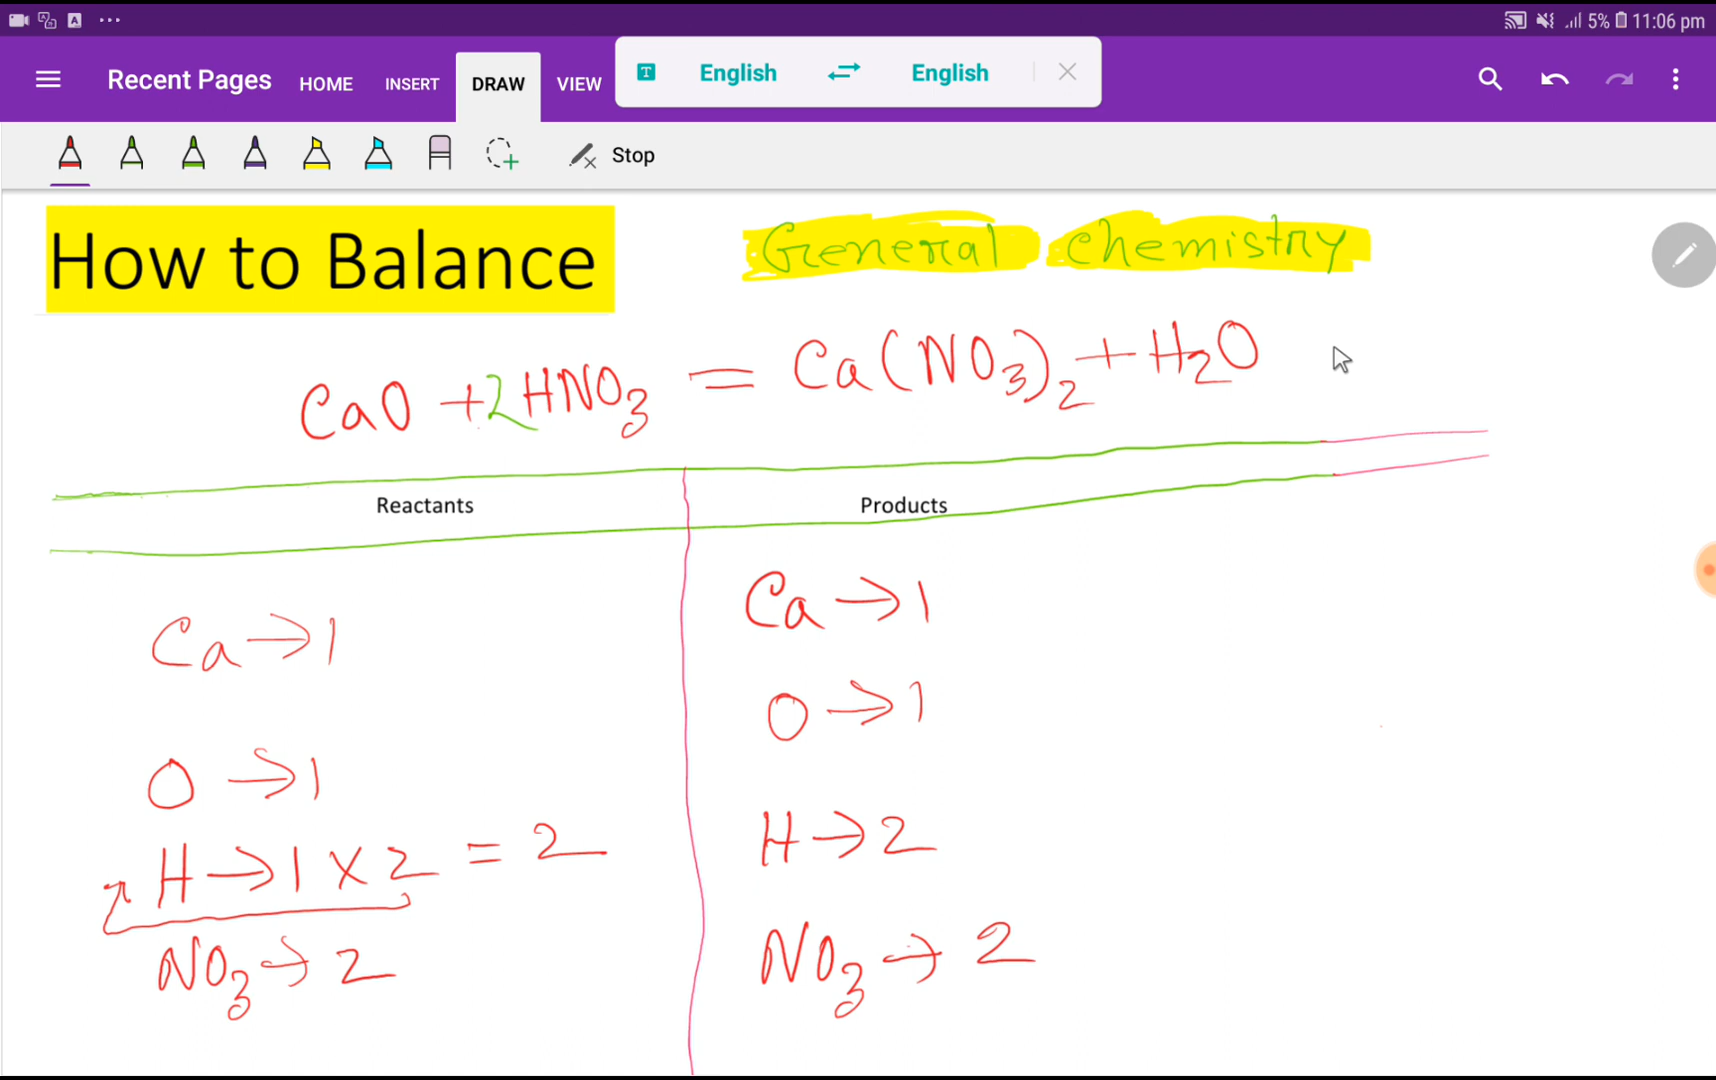 5% 11:06 pm
Recent Pages HOME INSERT DRAW VIEW English English
Stop
How to Balance General Chemistry
CaO + 2HNO3 = Ca(NO3)2 + H2O
Reactants Products
Ca → 1 Ca → 1
O → 1 O → 1
H → 1 × 2 = 2 H → 2
NO3 → 2 NO3 → 2